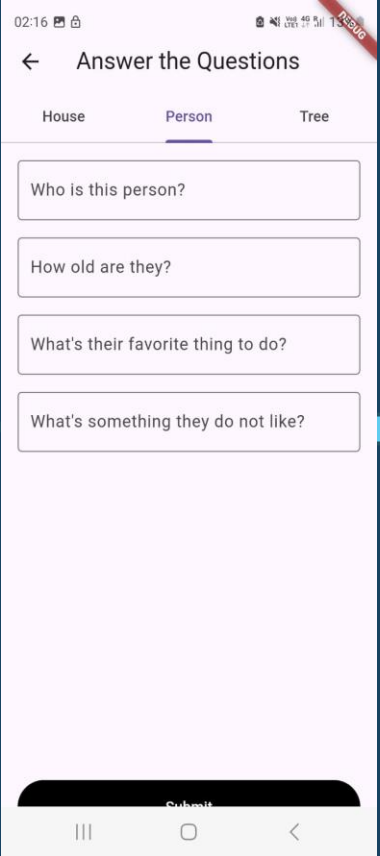 02:16
Answer the Questions
DEBUG
House Person Tree
Who is this person?
How old are they?
What's their favorite thing to do?
What's something they do not like?
Submit